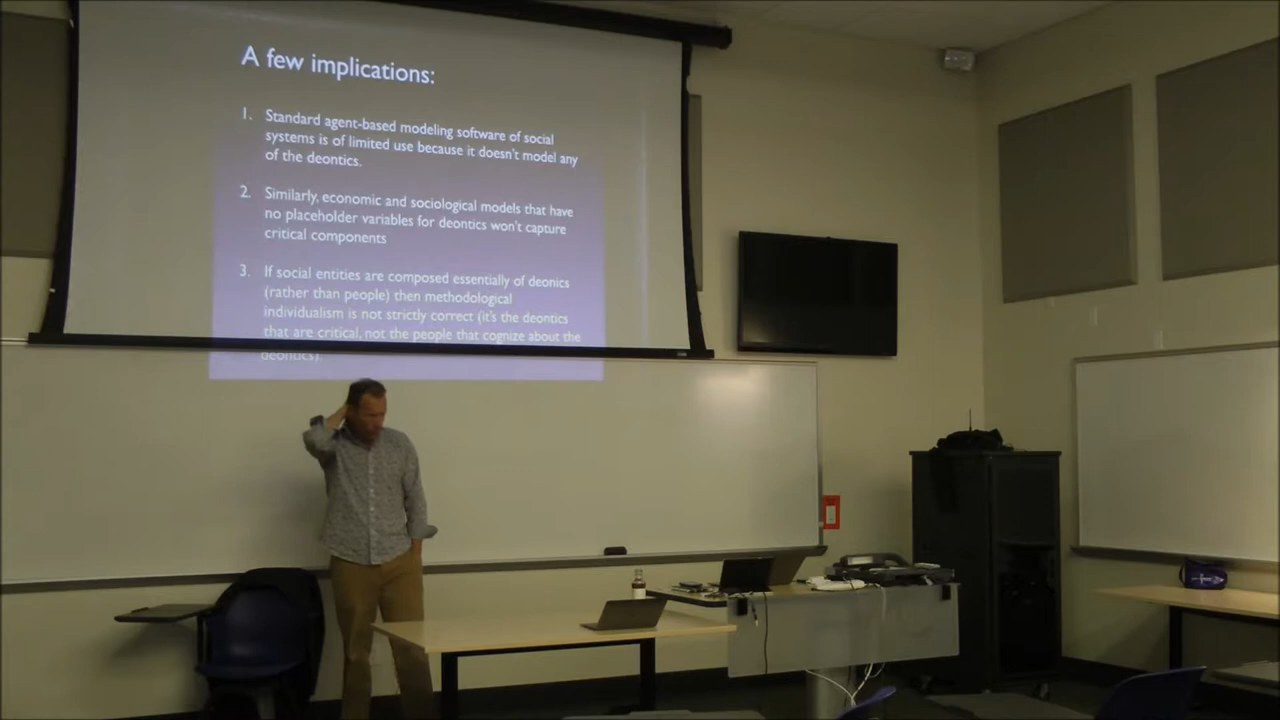 A few implications:
1. Standard agent-based modeling software of social
systems is of limited use because it doesn't model any
of the deontics.
2. Similarly, economic and sociological models that have
no placeholder variables for deontics won't capture
critical components
3. If social entities are composed essentially of deonics
(rather than people) then methodological
individualism is not strictly correct (it's the deontics
that are critical, not the people that cognize about the
deontics).